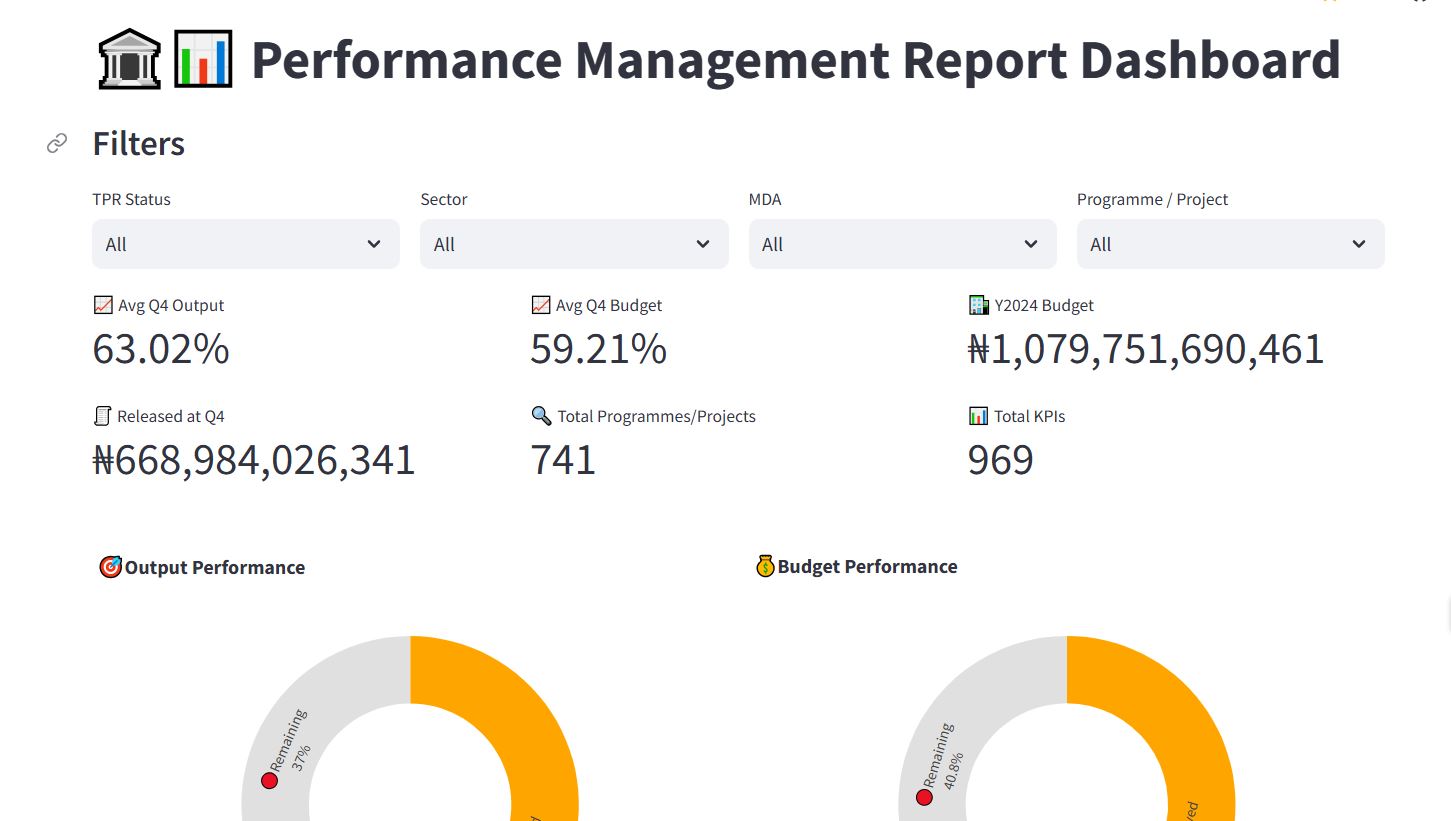 Performance Management Report Dashboard
Filters
TPR Status
Sector
MDA
Programme / Project
All
All
All
All
Avg Q4 Output
Avg Q4 Budget
Y2024 Budget
63.02%
59.21%
₦1,079,751,690,461
Released at Q4
Total Programmes/Projects
Total KPIs
₦668,984,026,341
741
969
Output Performance
Budget Performance
Remaining
37%
Remaining
40.8%